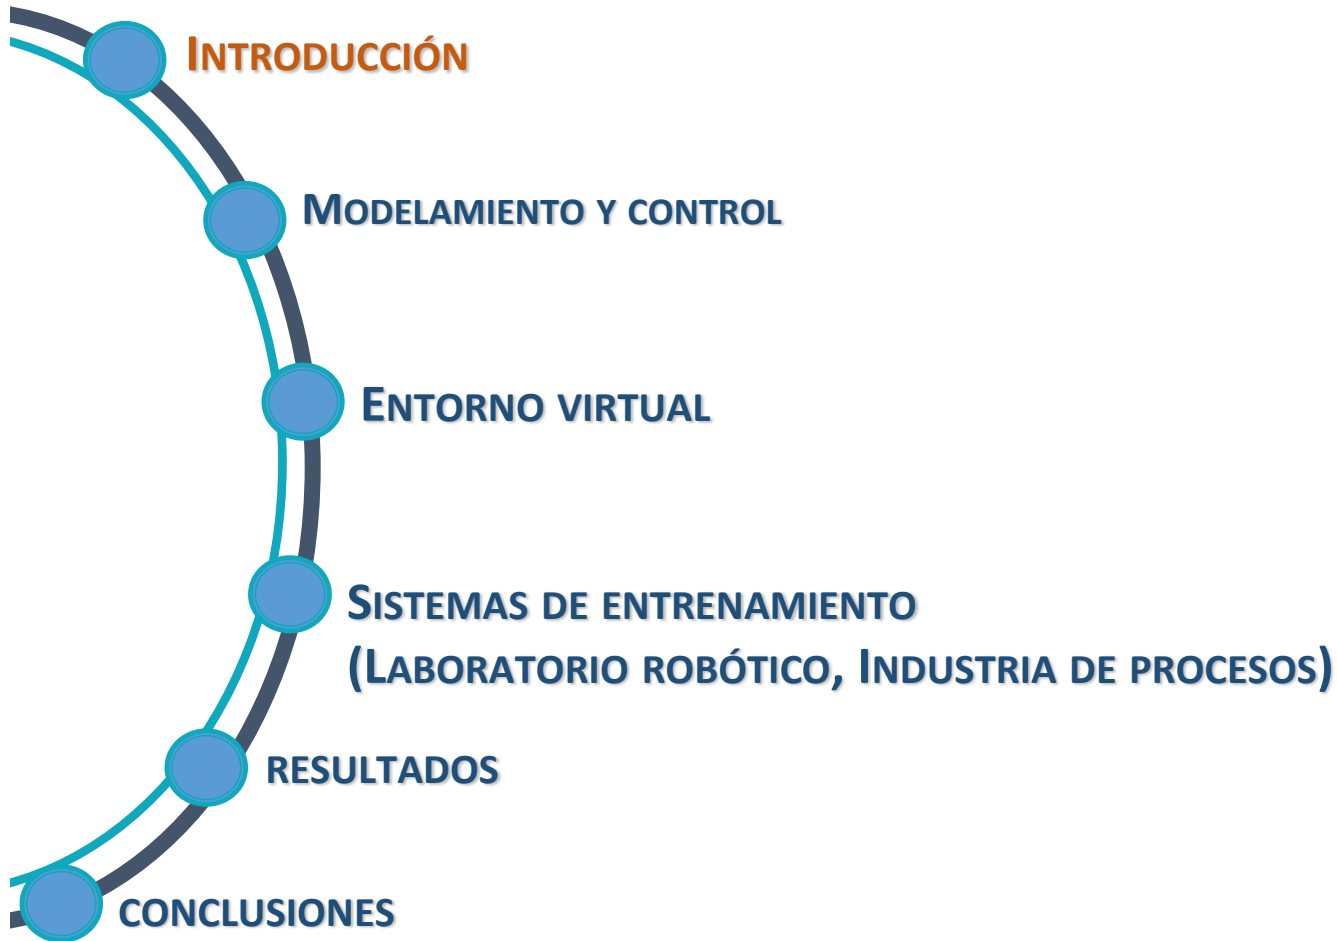 Introducción
Modelamiento y control
Entorno virtual
Sistemas de entrenamiento
(Laboratorio robótico, Industria de procesos)
resultados
conclusiones